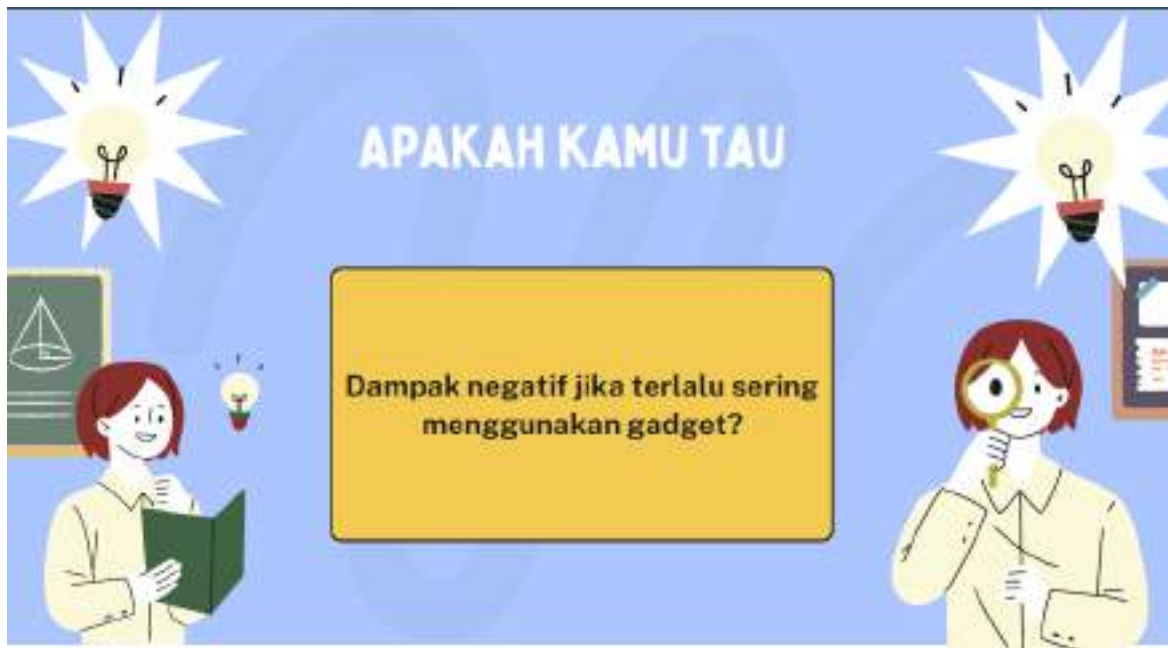 APAKAH KAMU TAU
Dampak negatif jika terlalu sering
menggunakan gadget?